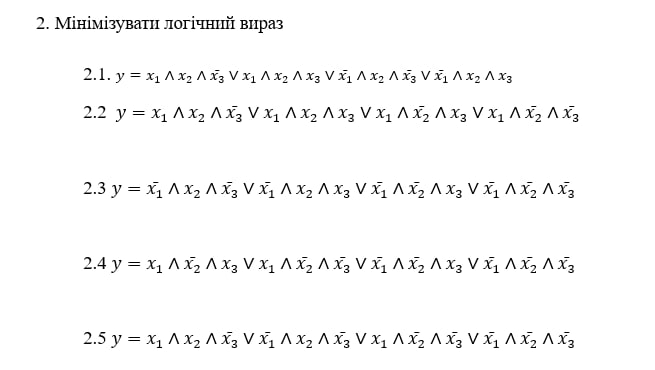 2. Мінімізувати логічний вираз
2.1. y = x₁ ∧ x₂ ∧ x̄₃ ∨ x₁ ∧ x₂ ∧ x₃ ∨ x̄₁ ∧ x₂ ∧ x̄₃ ∨ x̄₁ ∧ x₂ ∧ x₃
2.2 y = x₁ ∧ x₂ ∧ x̄₃ ∨ x₁ ∧ x₂ ∧ x₃ ∨ x₁ ∧ x̄₂ ∧ x₃ ∨ x₁ ∧ x̄₂ ∧ x̄₃
2.3 y = x̄₁ ∧ x₂ ∧ x̄₃ ∨ x̄₁ ∧ x₂ ∧ x₃ ∨ x̄₁ ∧ x̄₂ ∧ x₃ ∨ x̄₁ ∧ x̄₂ ∧ x̄₃
2.4 y = x₁ ∧ x̄₂ ∧ x₃ ∨ x₁ ∧ x̄₂ ∧ x̄₃ ∨ x̄₁ ∧ x̄₂ ∧ x₃ ∨ x̄₁ ∧ x̄₂ ∧ x̄₃
2.5 y = x₁ ∧ x₂ ∧ x̄₃ ∨ x̄₁ ∧ x₂ ∧ x̄₃ ∨ x₁ ∧ x̄₂ ∧ x̄₃ ∨ x̄₁ ∧ x̄₂ ∧ x̄₃